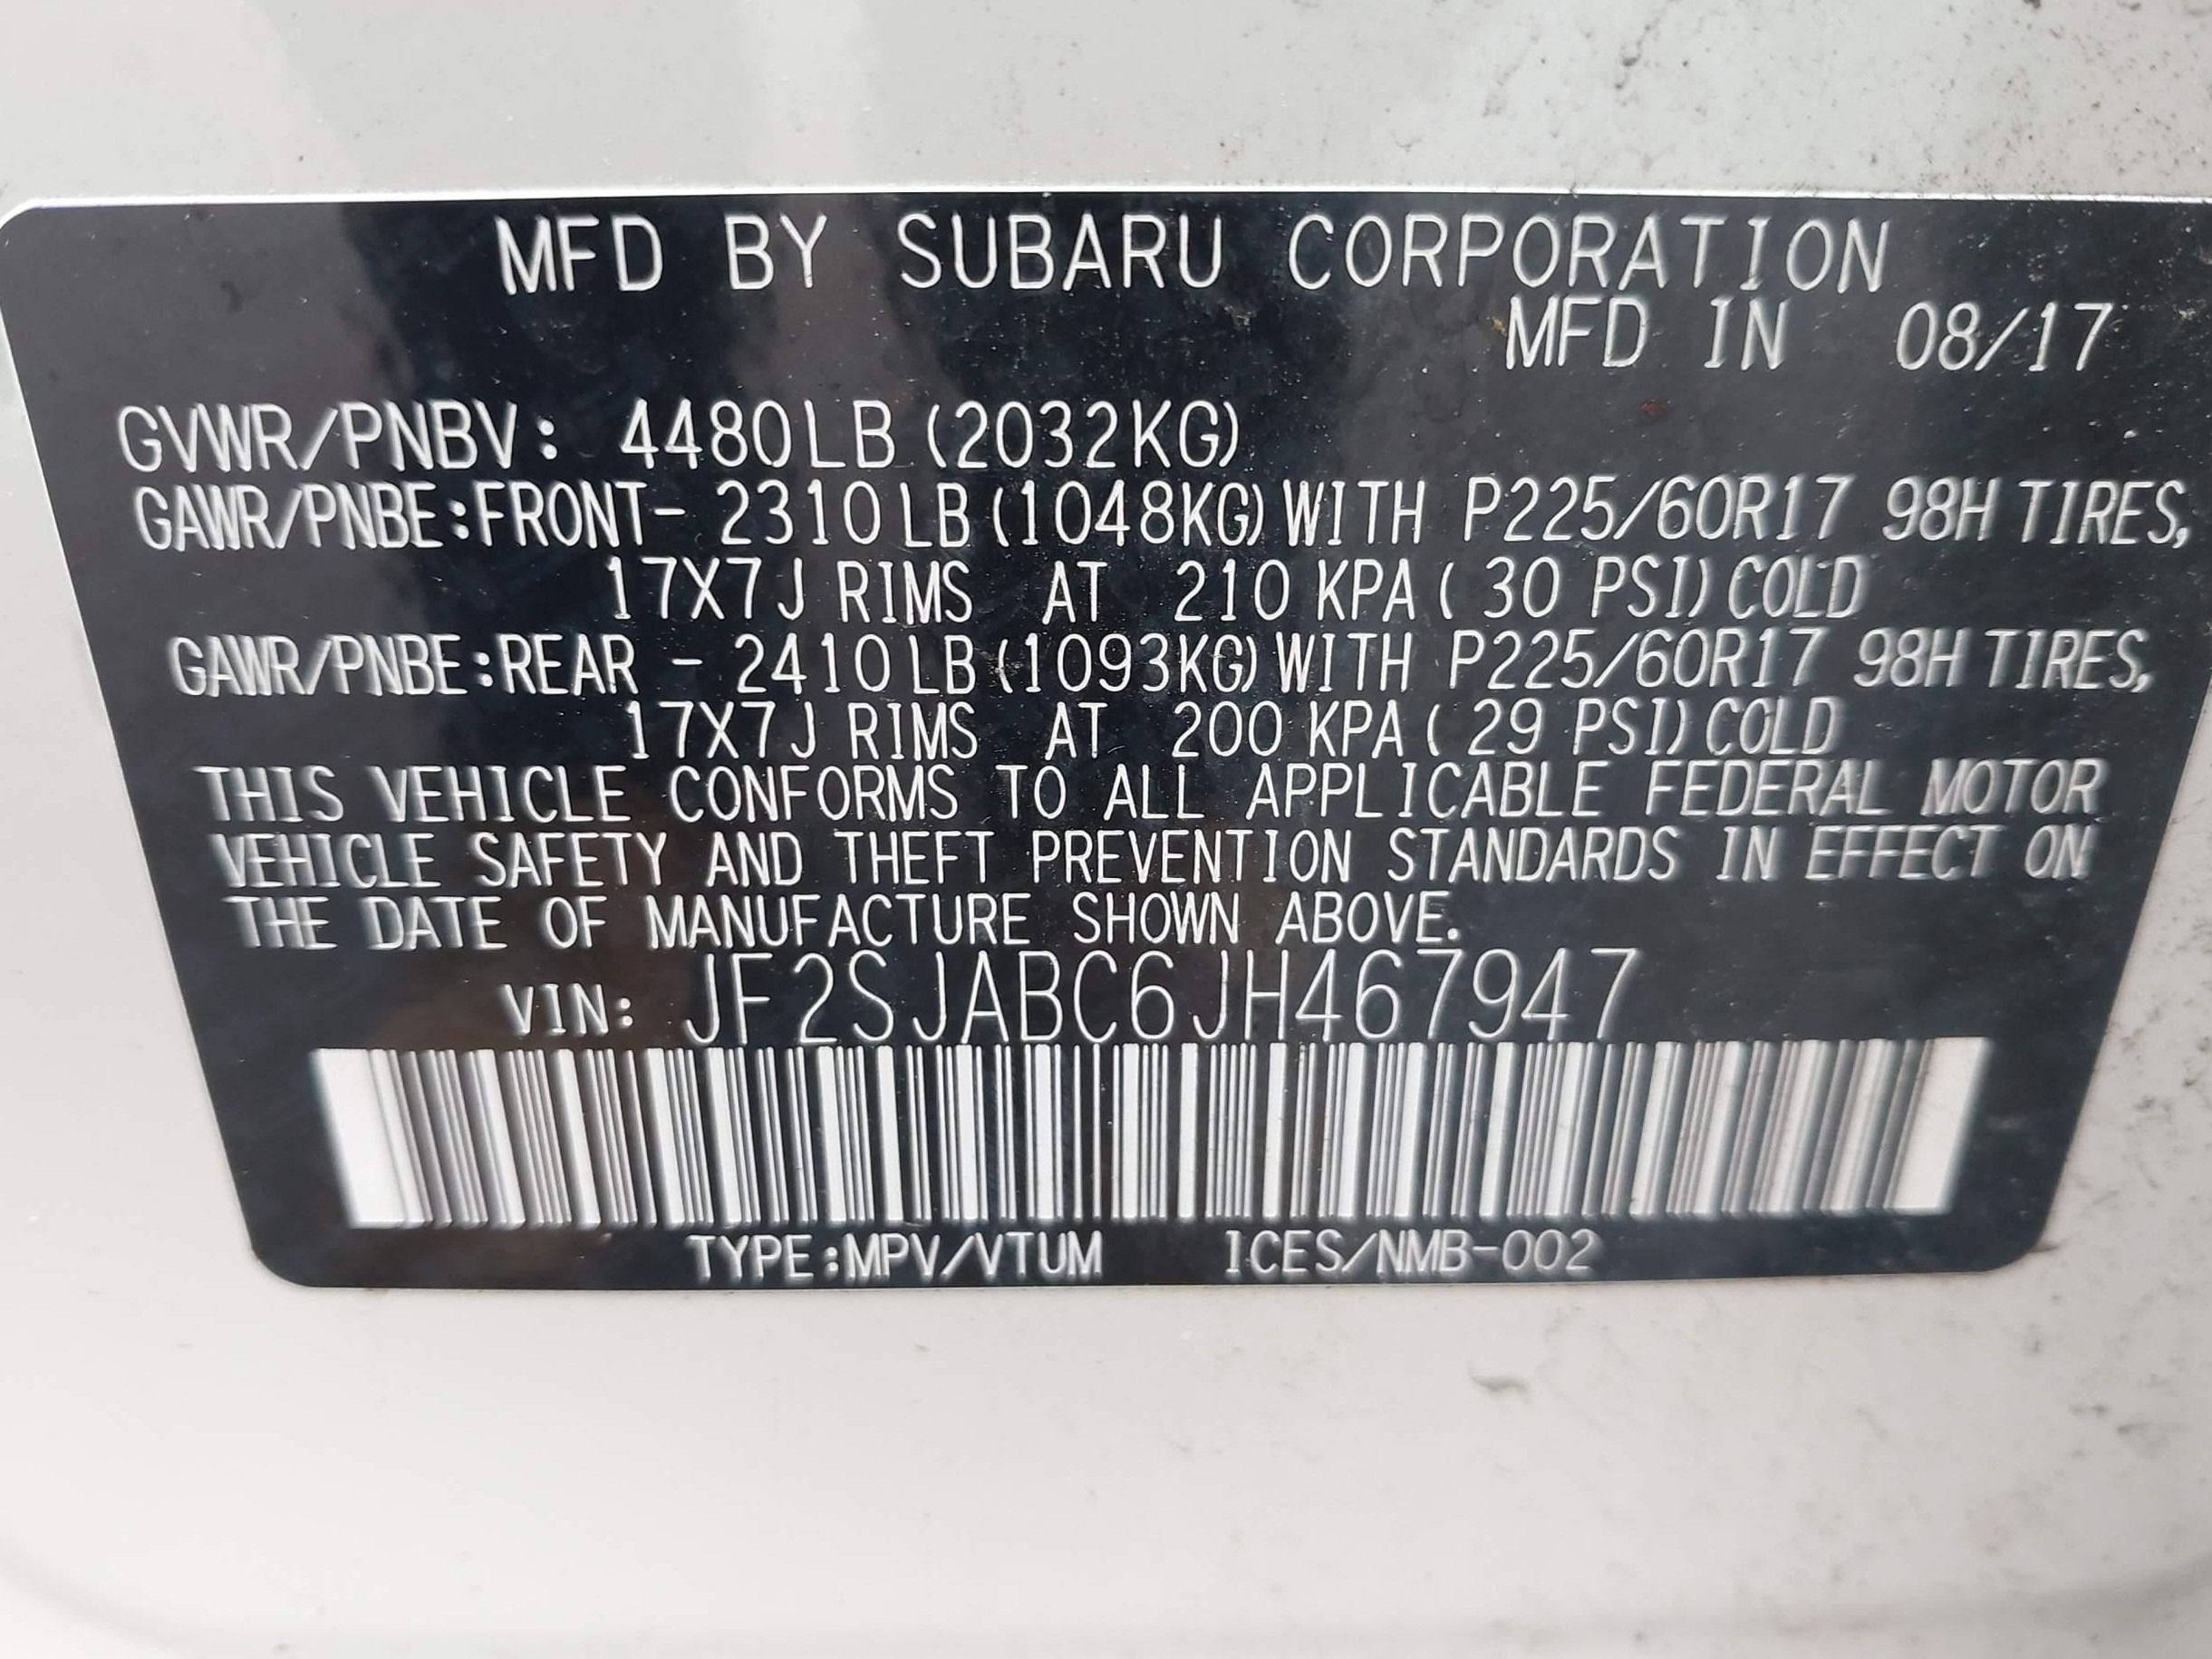 MFD BY SUBARU CORPORATION
MFD IN 08/17
GVWR/PNBV: 4480LB (2032KG)
GAWR/PNBE:FRONT- 2310LB(1048KG)WITH P225/60R17 98H TIRES,
17X7J RIMS AT 210 KPA( 30 PSI)COLD
GAWR/PNBE:REAR - 2410LB(1093KG)WITH P225/60R17 98H TIRES,
17X7J RIMS AT 200 KPA( 29 PSI)COLD
THIS VEHICLE CONFORMS TO ALL APPLICABLE FEDERAL MOTOR
VEHICLE SAFETY AND THEFT PREVENTION STANDARDS IN EFFECT ON
THE DATE OF MANUFACTURE SHOWN ABOVE.
VIN: JF2SJABC6JH467947
TYPE:MPV/VTUM ICES/NMB-002